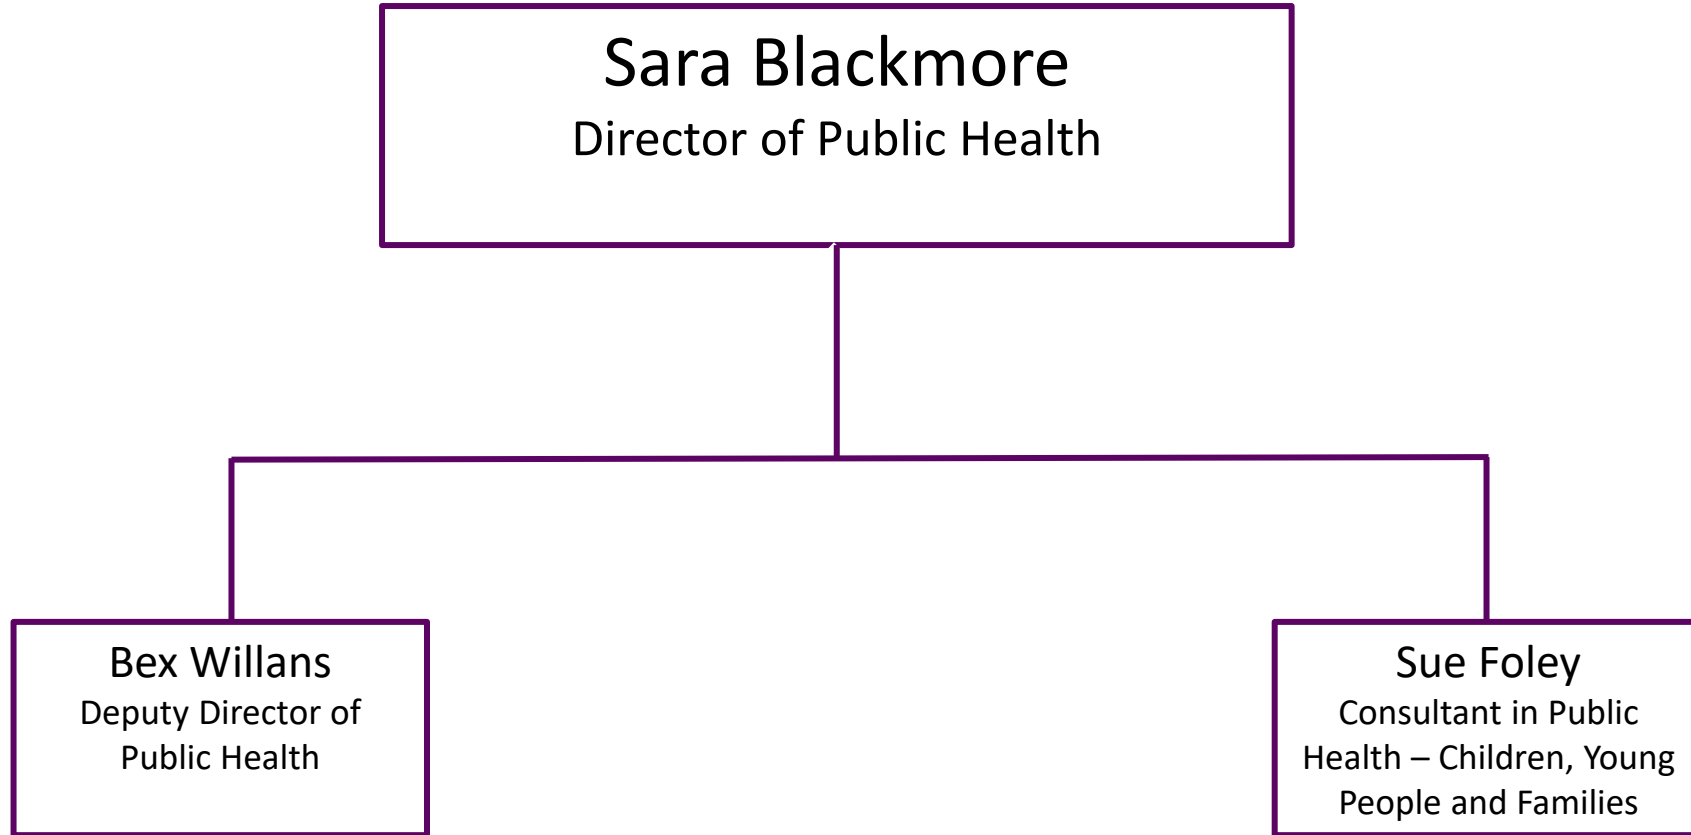 Sara Blackmore
Director of Public Health
Bex Willans
Deputy Director of
Public Health
Sue Foley
Consultant in Public
Health – Children, Young
People and Families